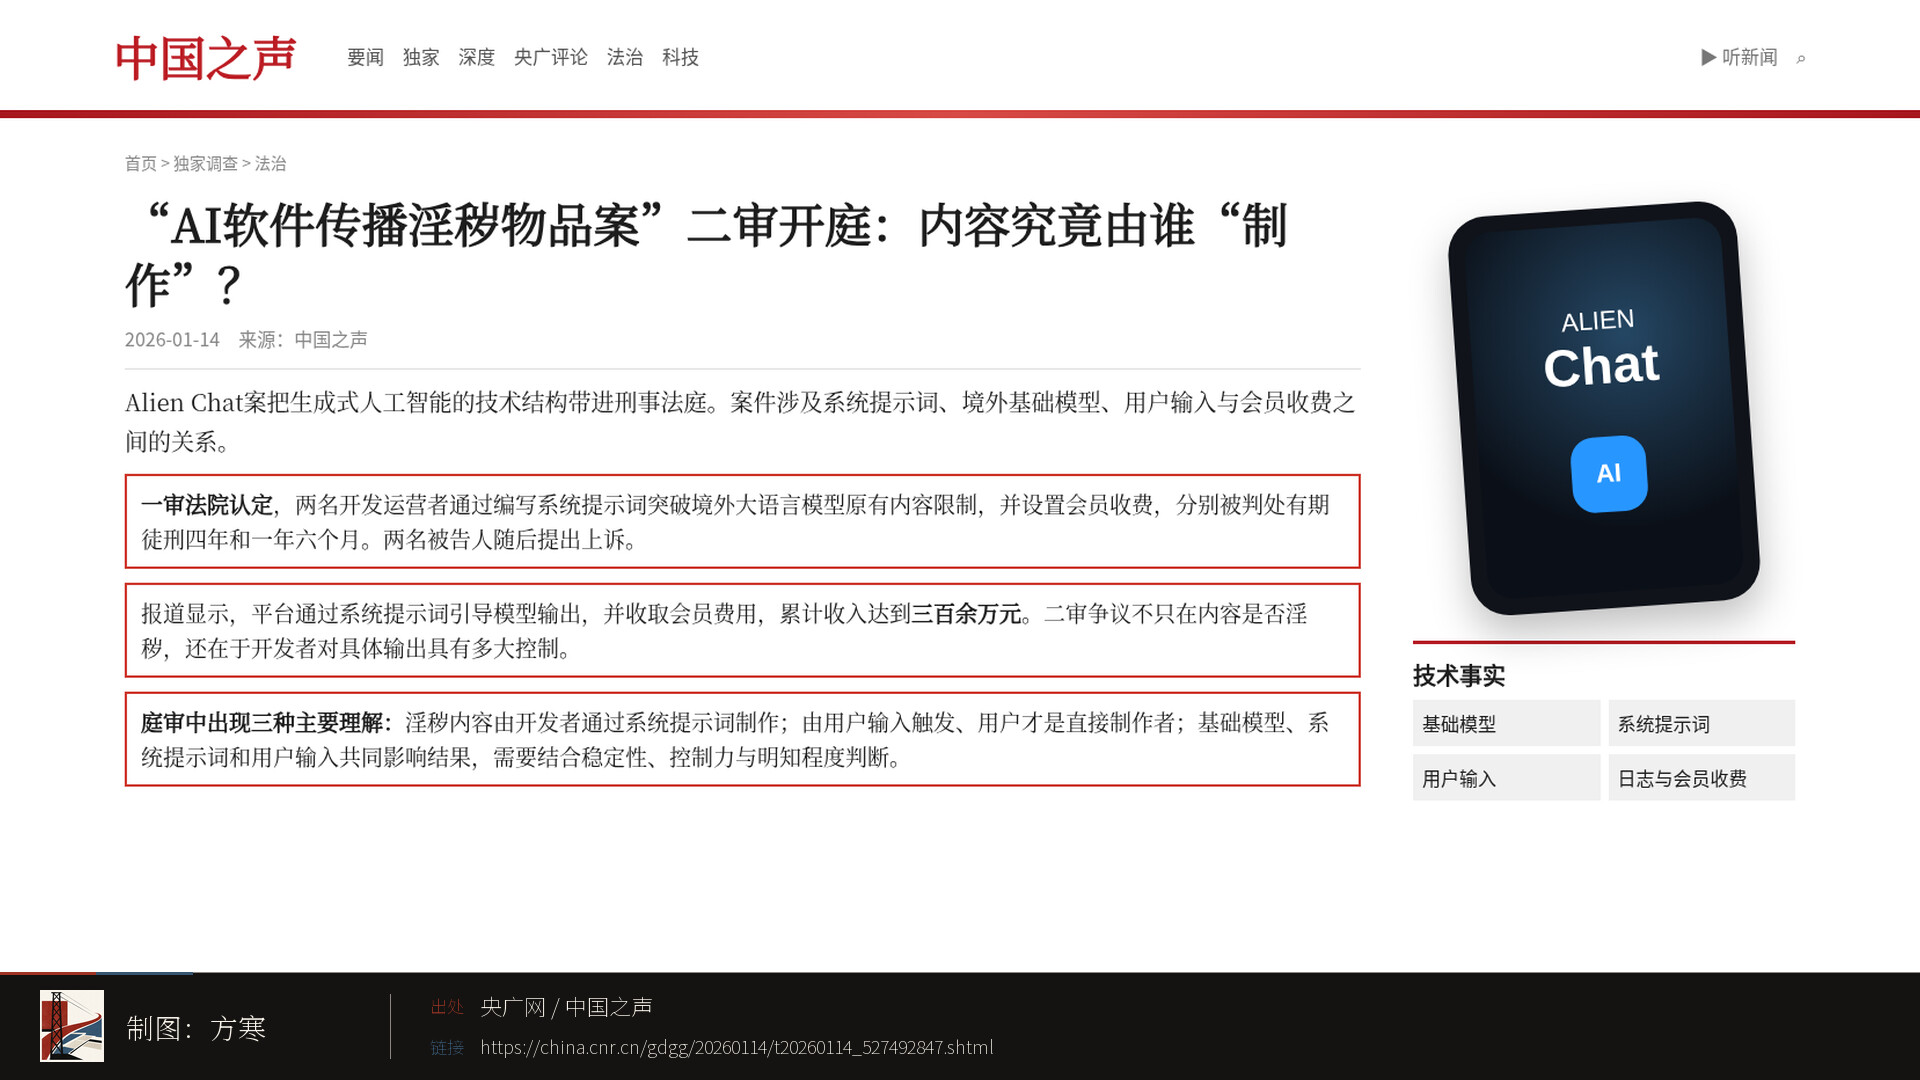 中国之声
要闻 独家 深度 央广评论 法治 科技
▶ 听新闻 ⌕
首页 > 独家调查 > 法治
“AI软件传播淫秽物品案”二审开庭：内容究竟由谁“制
作”？
2026-01-14 来源：中国之声
Alien Chat案把生成式人工智能的技术结构带进刑事法庭。案件涉及系统提示词、境外基础模型、用户输入与会员收费之
间的关系。
一审法院认定，两名开发运营者通过编写系统提示词突破境外大语言模型原有内容限制，并设置会员收费，分别被判处有期
徒刑四年和一年六个月。两名被告人随后提出上诉。
报道显示，平台通过系统提示词引导模型输出，并收取会员费用，累计收入达到三百余万元。二审争议不只在内容是否淫
秽，还在于开发者对具体输出具有多大控制。
庭审中出现三种主要理解：淫秽内容由开发者通过系统提示词制作；由用户输入触发、用户才是直接制作者；基础模型、系
统提示词和用户输入共同影响结果，需要结合稳定性、控制力与明知程度判断。
ALIEN
Chat
AI
技术事实
基础模型 系统提示词
用户输入 日志与会员收费
制图：方寒
出处 央广网 / 中国之声
链接 https://china.cnr.cn/gdgg/20260114/t20260114_527492847.shtml